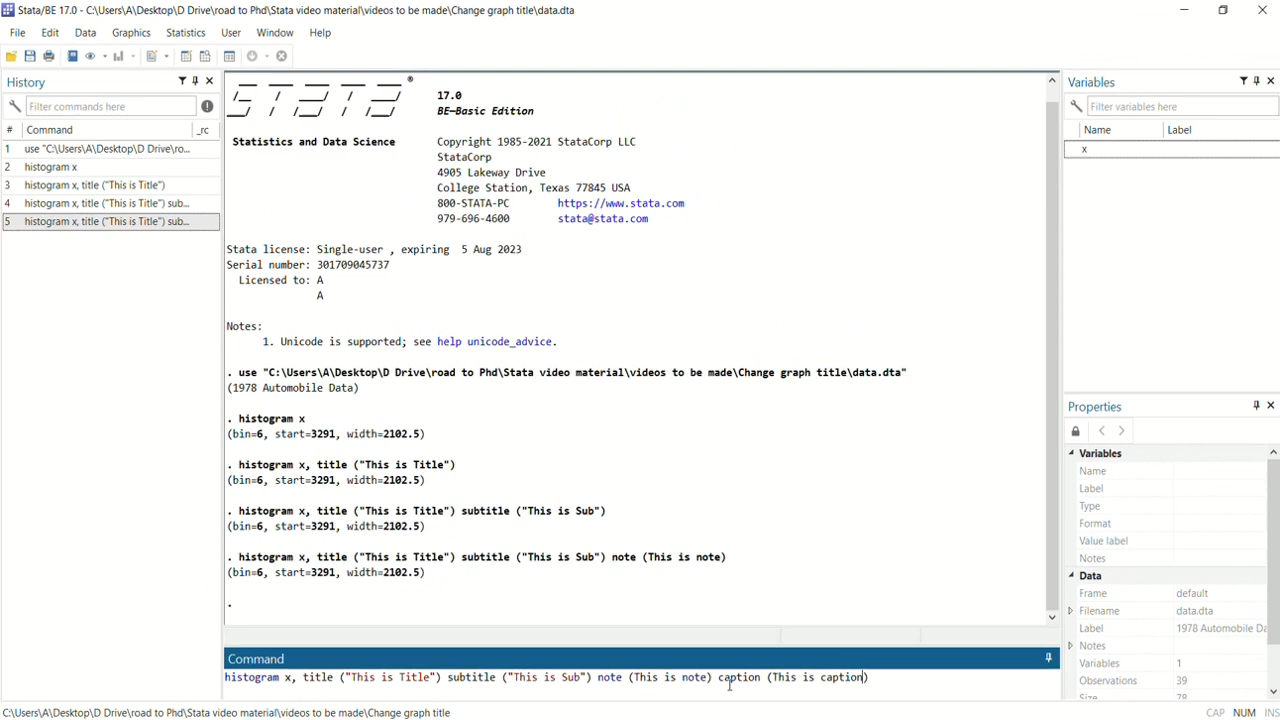 Stata/BE 17.0 - C:\Users\A\Desktop\D Drive\road to Phd\Stata video material\videos to be made\Change graph title\data.dta
File Edit Data Graphics Statistics User Window Help
History
Filter commands here
# Command _rc
1 use "C:\Users\A\Desktop\D Drive\ro...
2 histogram x
3 histogram x, title ("This is Title")
4 histogram x, title ("This is Title") sub...
5 histogram x, title ("This is Title") sub...
STATA ®
17.0
BE—Basic Edition
Statistics and Data Science
Copyright 1985-2021 StataCorp LLC
StataCorp
4905 Lakeway Drive
College Station, Texas 77845 USA
800-STATA-PC https://www.stata.com
979-696-4600 stata@stata.com
Stata license: Single-user , expiring 5 Aug 2023
Serial number: 301709045737
Licensed to: A
A
Notes:
1. Unicode is supported; see help unicode_advice.
. use "C:\Users\A\Desktop\D Drive\road to Phd\Stata video material\videos to be made\Change graph title\data.dta"
(1978 Automobile Data)
. histogram x
(bin=6, start=3291, width=2102.5)
. histogram x, title ("This is Title")
(bin=6, start=3291, width=2102.5)
. histogram x, title ("This is Title") subtitle ("This is Sub")
(bin=6, start=3291, width=2102.5)
. histogram x, title ("This is Title") subtitle ("This is Sub") note (This is note)
(bin=6, start=3291, width=2102.5)
.
Command
histogram x, title ("This is Title") subtitle ("This is Sub") note (This is note) caption (This is caption)
Variables
Filter variables here
Name Label
x
Properties
Variables
Name
Label
Type
Format
Value label
Notes
Data
Frame default
Filename data.dta
Label 1978 Automobile Da
Notes
Variables 1
Observations 39
Size 78
C:\Users\A\Desktop\D Drive\road to Phd\Stata video material\videos to be made\Change graph title
CAP NUM INS